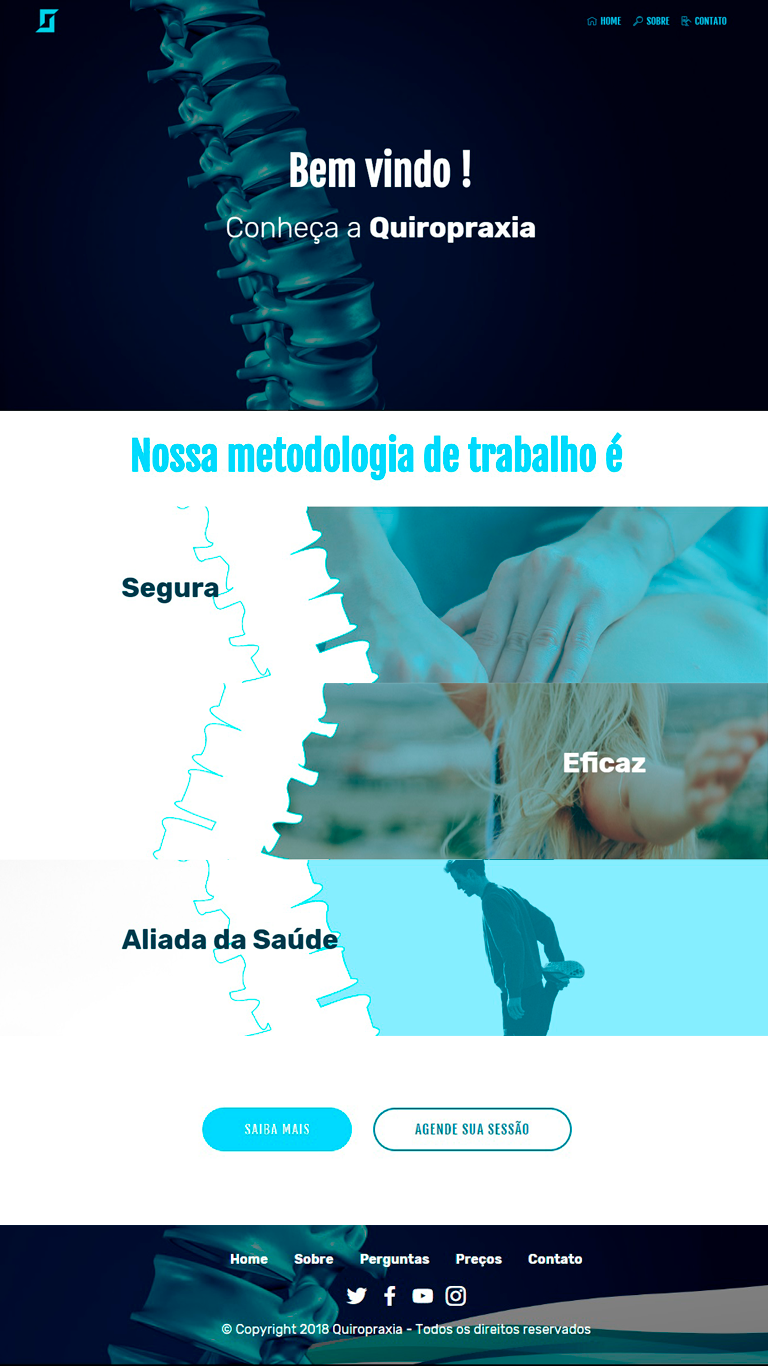 HOME SOBRE CONTATO
Bem vindo !
Conheça a Quiropraxia
Nossa metodologia de trabalho é
Segura
Eficaz
Aliada da Saúde
SAIBA MAIS
AGENDE SUA SESSÃO
Home Sobre Perguntas Preços Contato
© Copyright 2018 Quiropraxia - Todos os direitos reservados